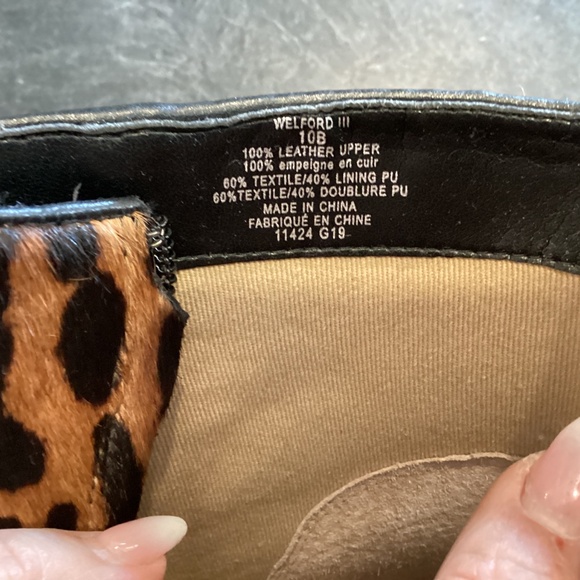 WELFORD III
10B
100% LEATHER UPPER
100% empeigne en cuir
60% TEXTILE/40% LINING PU
60%TEXTILE/40% DOUBLURE PU
MADE IN CHINA
FABRIQUÉ EN CHINE
11424 G19